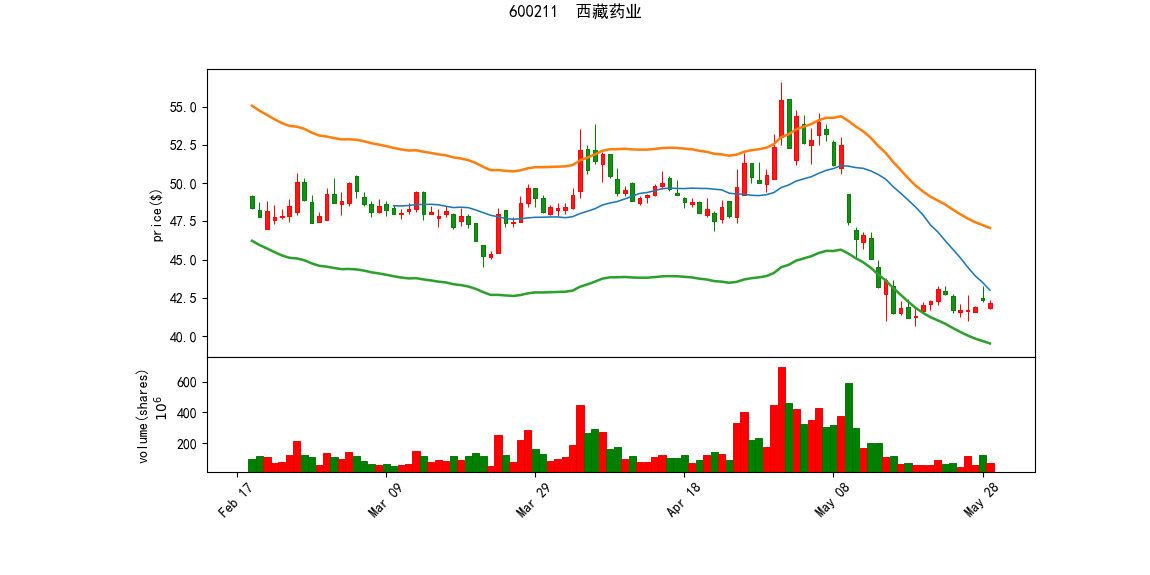 600211 西藏药业
price($)
55.0
52.5
50.0
47.5
45.0
42.5
40.0
volume(shares)
10^6
600
400
200
Feb 17
Mar 09
Mar 29
Apr 18
May 08
May 28